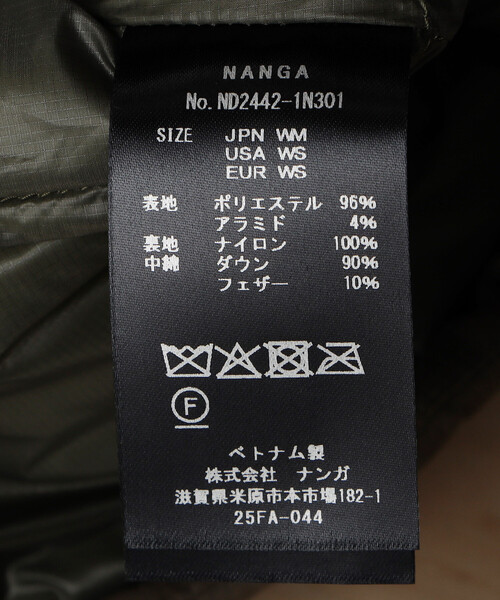 NANGA
No. ND2442-1N301
SIZE JPN WM
USA WS
EUR WS
表地 ポリエステル 96%
アラミド 4%
裏地 ナイロン 100%
中綿 ダウン 90%
フェザー 10%
F
ベトナム製
株式会社 ナンガ
滋賀県米原市本市場182-1
25FA-044